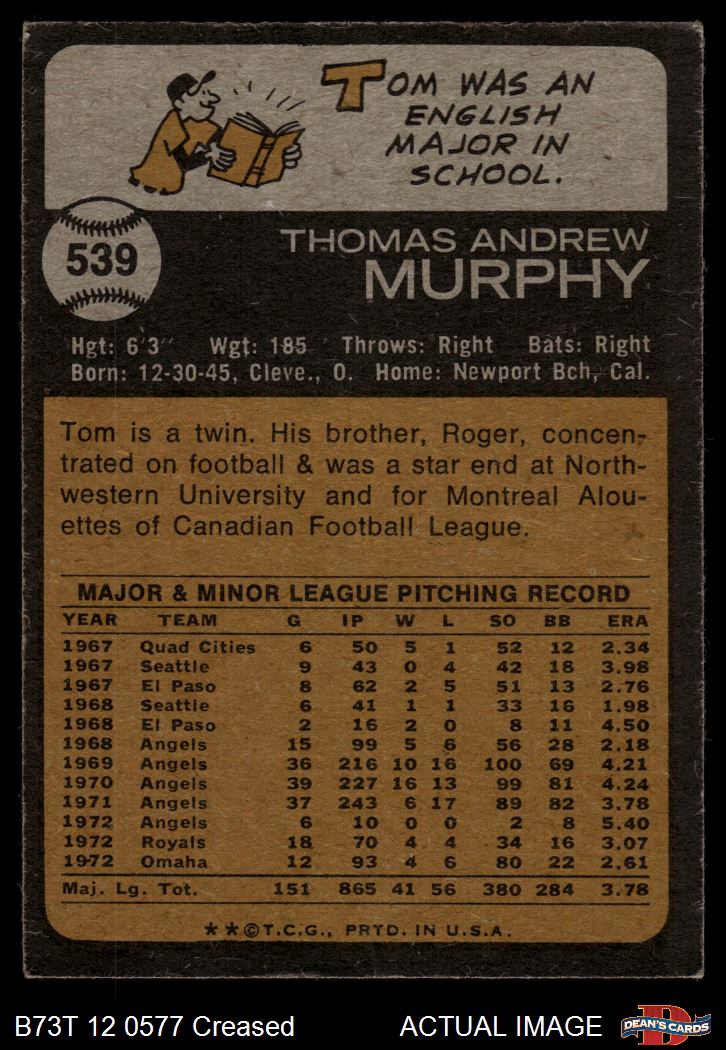 TOM WAS AN
ENGLISH
MAJOR IN
SCHOOL.
539
THOMAS ANDREW
MURPHY
Hgt: 6'3" Wgt: 185 Throws: Right Bats: Right
Born: 12-30-45, Cleve., O. Home: Newport Bch, Cal.
Tom is a twin. His brother, Roger, concen-
trated on football & was a star end at North-
western University and for Montreal Alou-
ettes of Canadian Football League.
MAJOR & MINOR LEAGUE PITCHING RECORD
YEAR TEAM G IP W L SO BB ERA
1967 Quad Cities 6 50 5 1 52 12 2.34
1967 Seattle 9 43 0 4 42 18 3.98
1967 El Paso 8 62 2 5 51 13 2.76
1968 Seattle 6 41 1 1 33 16 1.98
1968 El Paso 2 16 2 0 8 11 4.50
1968 Angels 15 99 5 6 56 28 2.18
1969 Angels 36 216 10 16 100 69 4.21
1970 Angels 39 227 16 13 99 81 4.24
1971 Angels 37 243 6 17 89 82 3.78
1972 Angels 6 10 0 0 2 8 5.40
1972 Royals 18 70 4 4 34 16 3.07
1972 Omaha 12 93 4 6 80 22 2.61
Maj. Lg. Tot. 151 865 41 56 380 284 3.78
**©T.C.G., PRTD. IN U.S.A.
B73T 12 0577 Creased ACTUAL IMAGE
D
DEAN'S CARDS